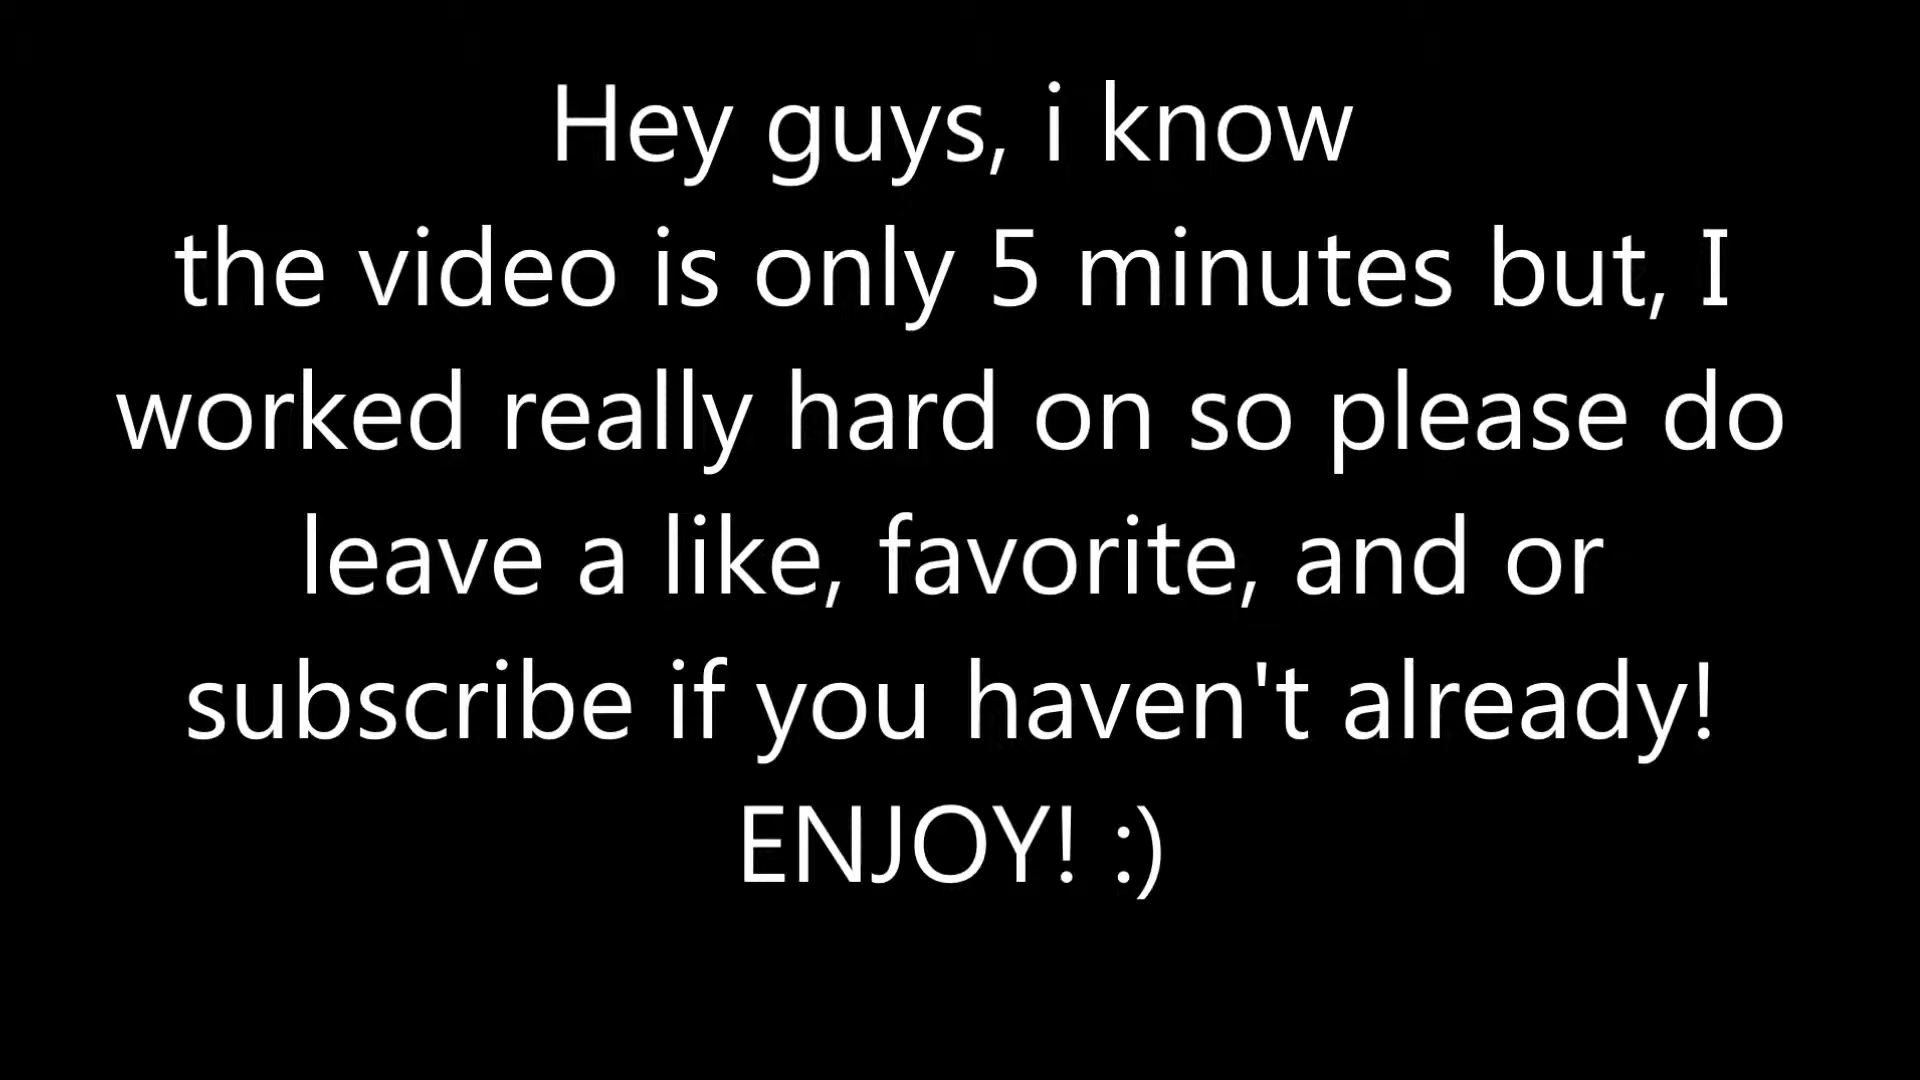 Hey guys, i know
the video is only 5 minutes but, I
worked really hard on so please do
leave a like, favorite, and or
subscribe if you haven't already!
ENJOY! :)